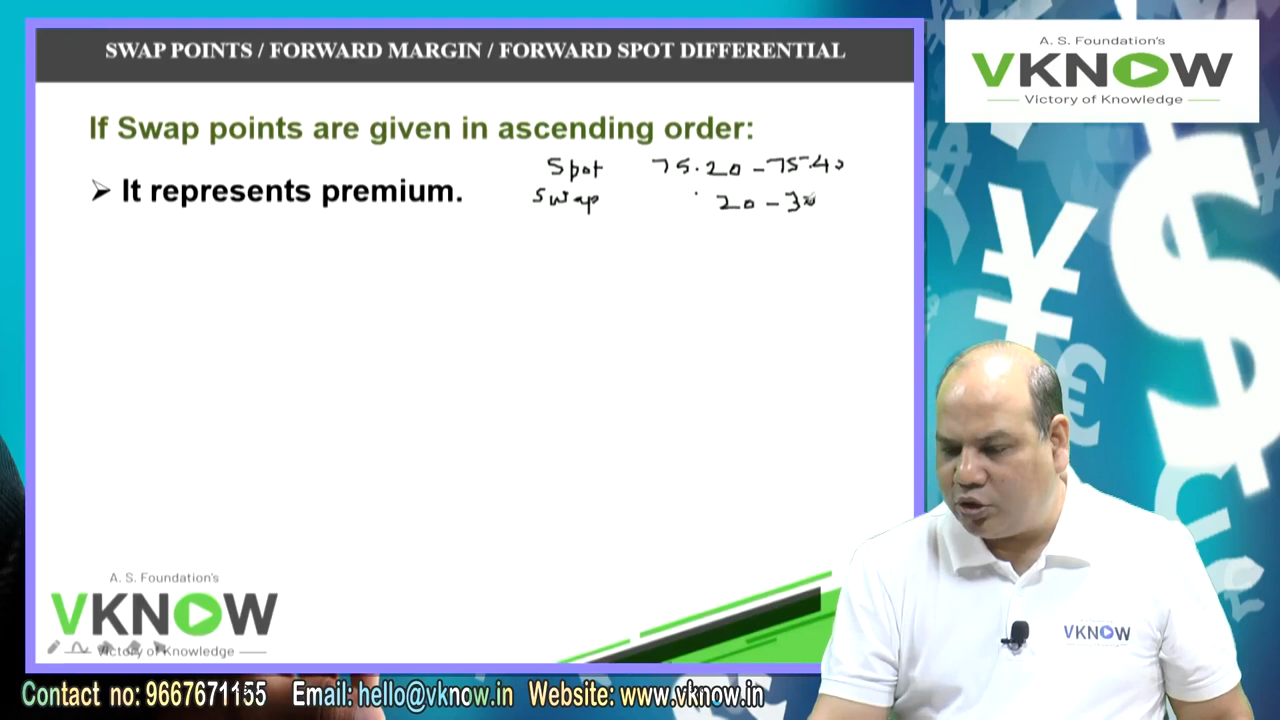 SWAP POINTS / FORWARD MARGIN / FORWARD SPOT DIFFERENTIAL
A. S. Foundation's
VKNOW
Victory of Knowledge
If Swap points are given in ascending order:
Spot 75.20 - 75.40
➢ It represents premium.
Swap 20 - 30
A. S. Foundation's
VKNOW
Victory of Knowledge
VKNOW
Contact no: 9667671155 Email: hello@vknow.in Website: www.vknow.in